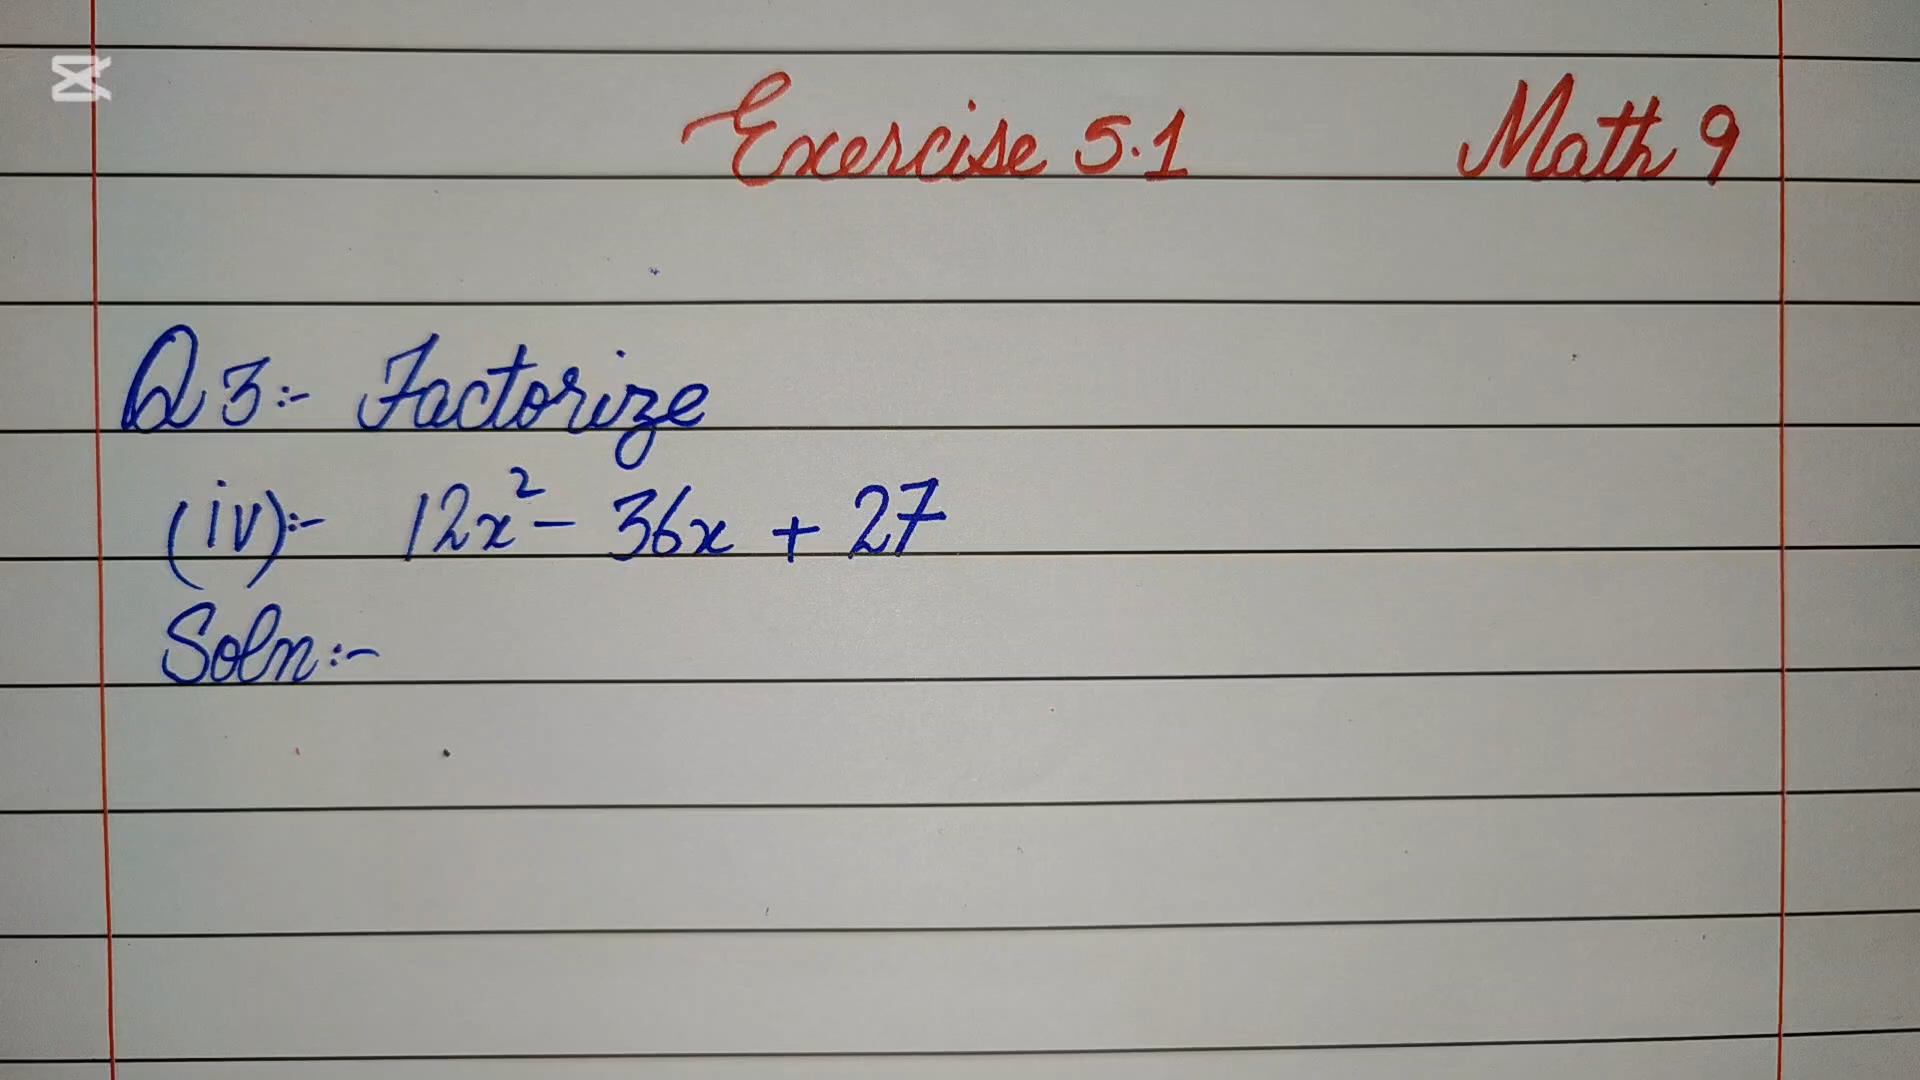 Exercise 5.1 Math 9
Q3:- Factorize
(iv):- 12x² - 36x + 27
Soln:-